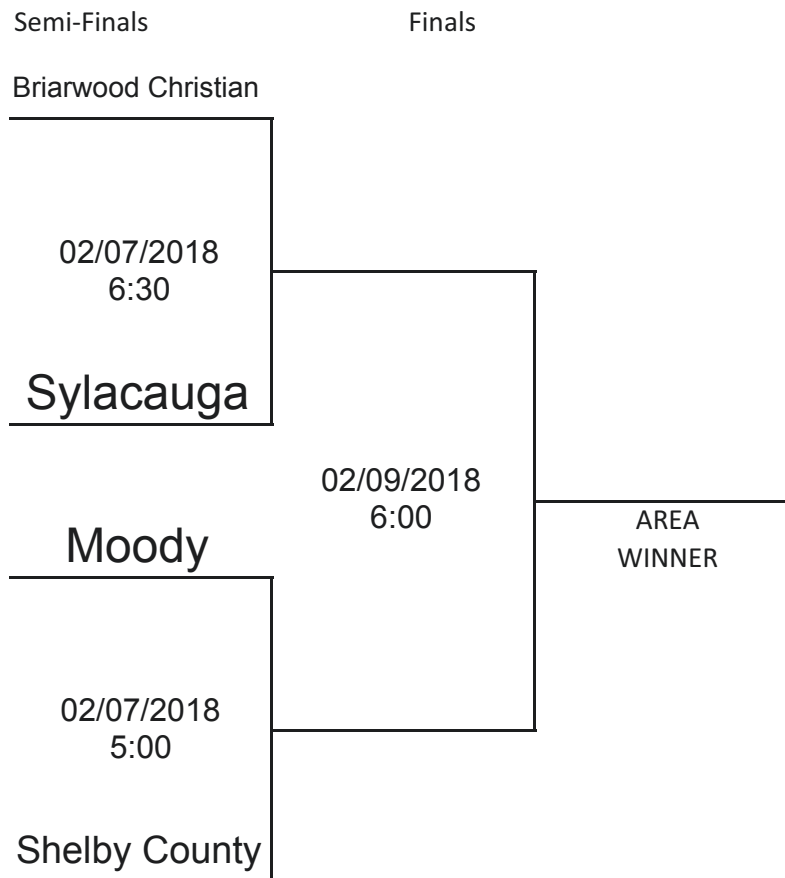 Semi-Finals
Finals
Briarwood Christian
02/07/2018
6:30
Sylacauga
02/09/2018
6:00
AREA
WINNER
Moody
02/07/2018
5:00
Shelby County